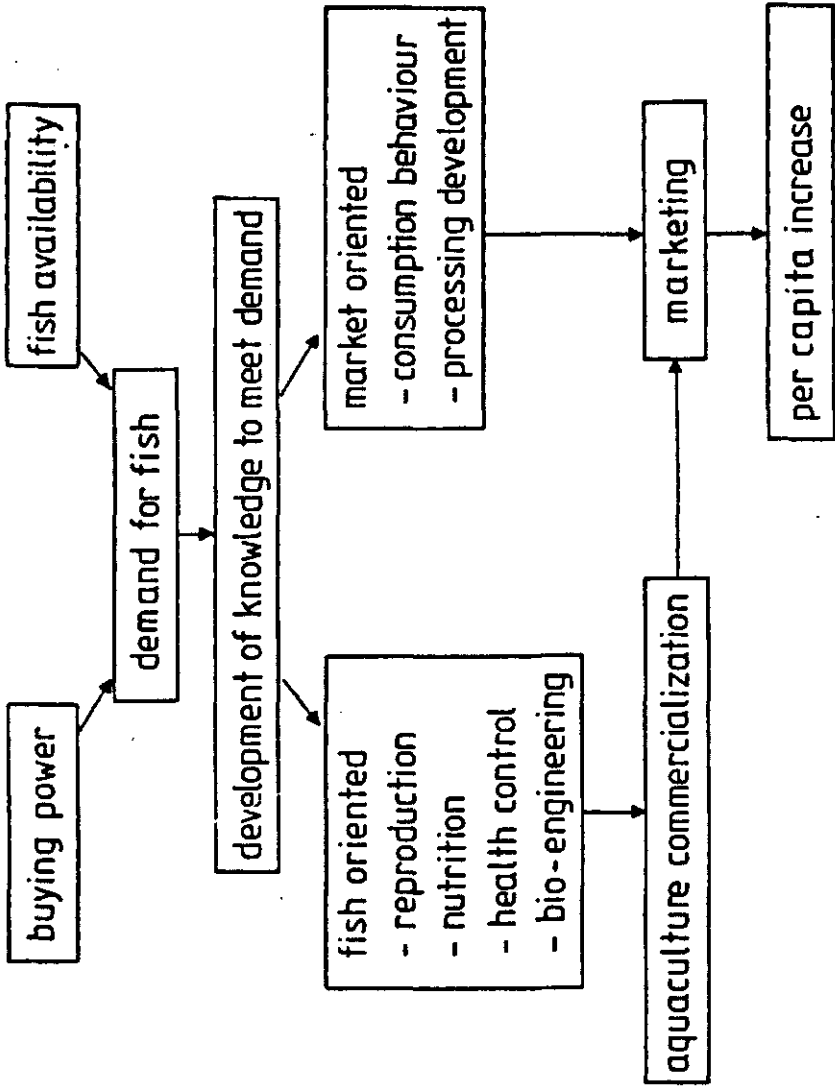 buying power
fish availability
demand for fish
development of knowledge to meet demand
fish oriented
- reproduction
- nutrition
- health control
- bio-engineering
market oriented
- consumption behaviour
- processing development
aquaculture commercialization
marketing
per capita increase